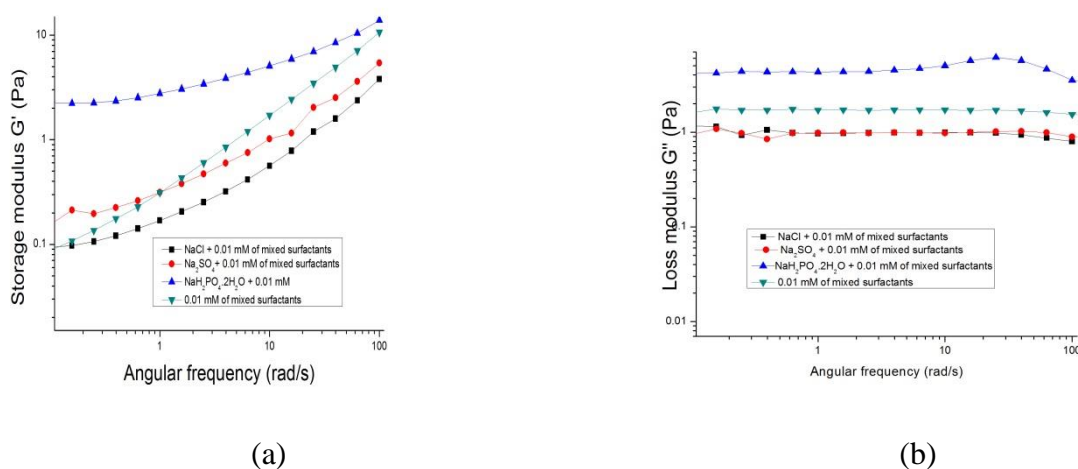 Storage modulus G' (Pa)
10
1
0.1
NaCl + 0.01 mM of mixed surfactants
Na₂SO₄ + 0.01 mM of mixed surfactants
NaH₂PO₄.2H₂O + 0.01 mM
0.01 mM of mixed surfactants
1 10 100
Angular frequency (rad/s)
(a)
Loss modulus G'' (Pa)
1
0.1
0.01
NaCl + 0.01 mM of mixed surfactants
Na₂SO₄ + 0.01 mM of mixed surfactants
NaH₂PO₄.2H₂O + 0.01 mM of mixed surfactants
0.01 mM of mixed surfactants
1 10 100
Angular frequency (rad/s)
(b)